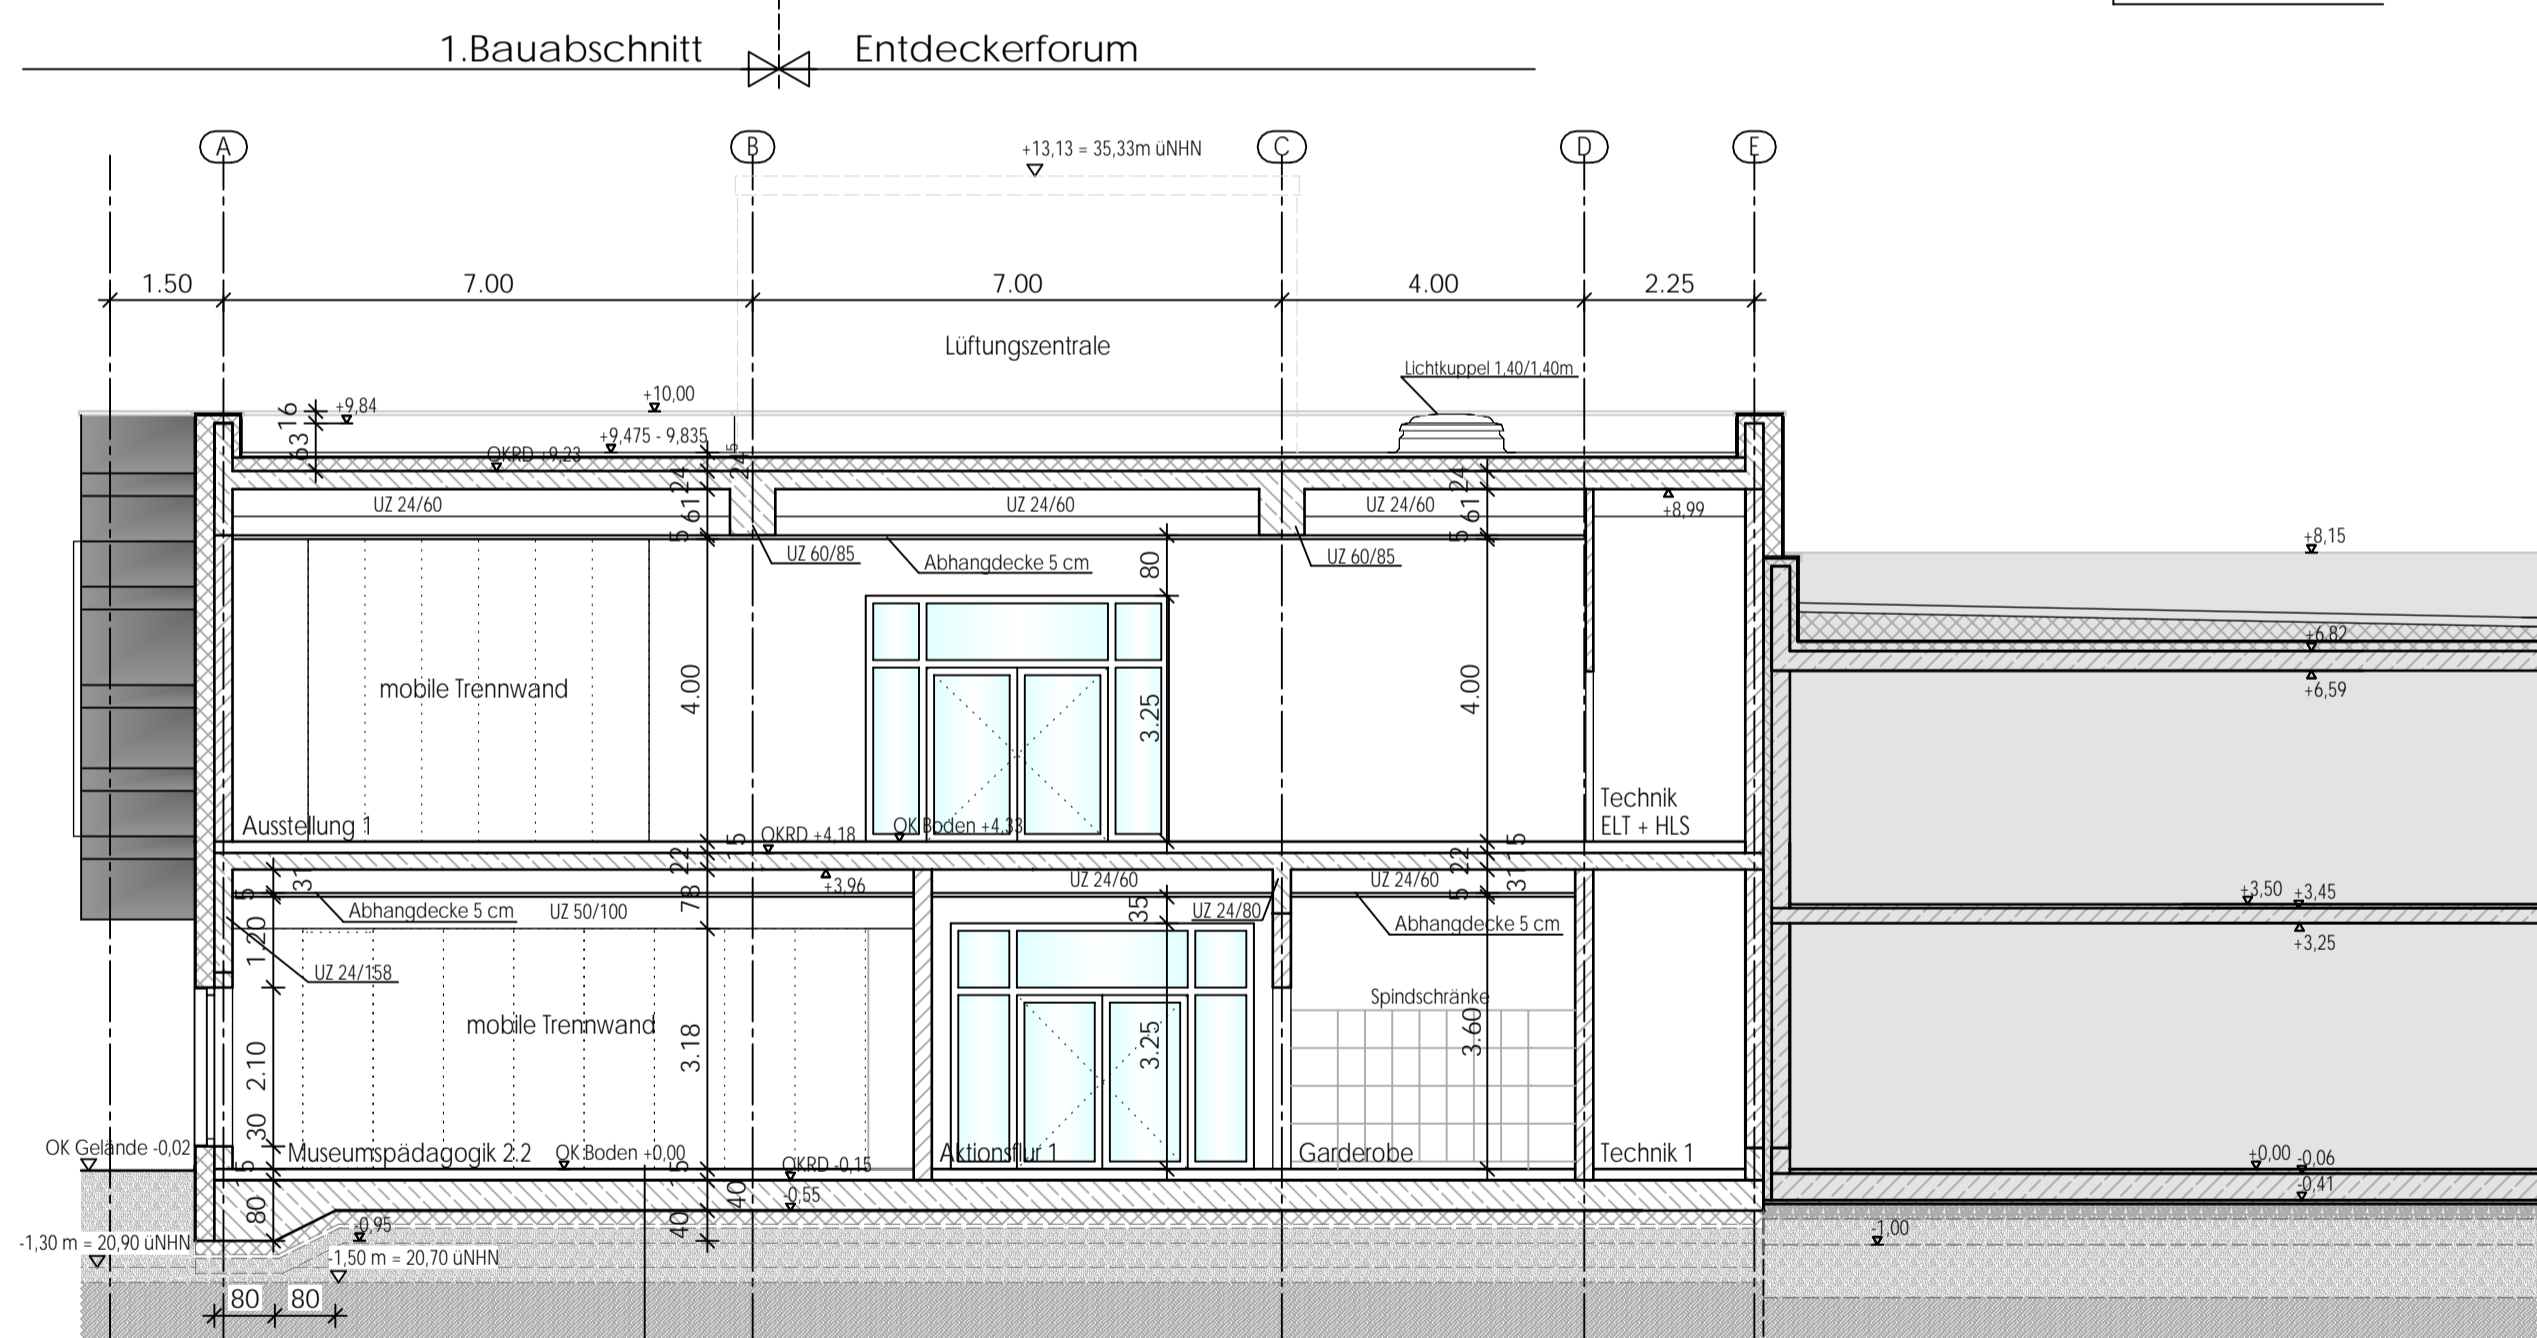 1.Bauabschnitt
Entdeckerforum
A
B
C
D
E
+13,13 = 35,33m üNHN
1.50
7.00
7.00
4.00
2.25
Lüftungszentrale
Lichtkuppel 1,40/1,40m
16
63
+9,84
+10,00
+9,475 - 9,835
OKRD +9,23
24⁵
24
24
UZ 24/60
UZ 24/60
UZ 24/60
61
61
5
5
+8,99
UZ 60/85
Abhangdecke 5 cm
UZ 60/85
80
+8,15
+6,82
+6,59
mobile Trennwand
4.00
3.25
4.00
Technik
ELT + HLS
Ausstellung 1
OKRD +4,18
OK Boden +4,33
15
15
22
22
31
31
5
5
78
+3,96
UZ 24/60
UZ 24/60
+3,50
+3,45
+3,25
Abhangdecke 5 cm
UZ 50/100
35
UZ 24/80
Abhangdecke 5 cm
1.20
UZ 24/158
Spindschränke
mobile Trennwand
2.10
3.18
3.25
3.60
30
OK Gelände -0,02
Museumspädagogik 2.2
OK Boden +0,00
Aktionsflur 1
Garderobe
Technik 1
15
15
OKRD -0,15
-0,55
+0,00
-0,06
-0,41
80
40
40
-0,95
-1,00
-1,30 m = 20,90 üNHN
-1,50 m = 20,70 üNHN
80
80